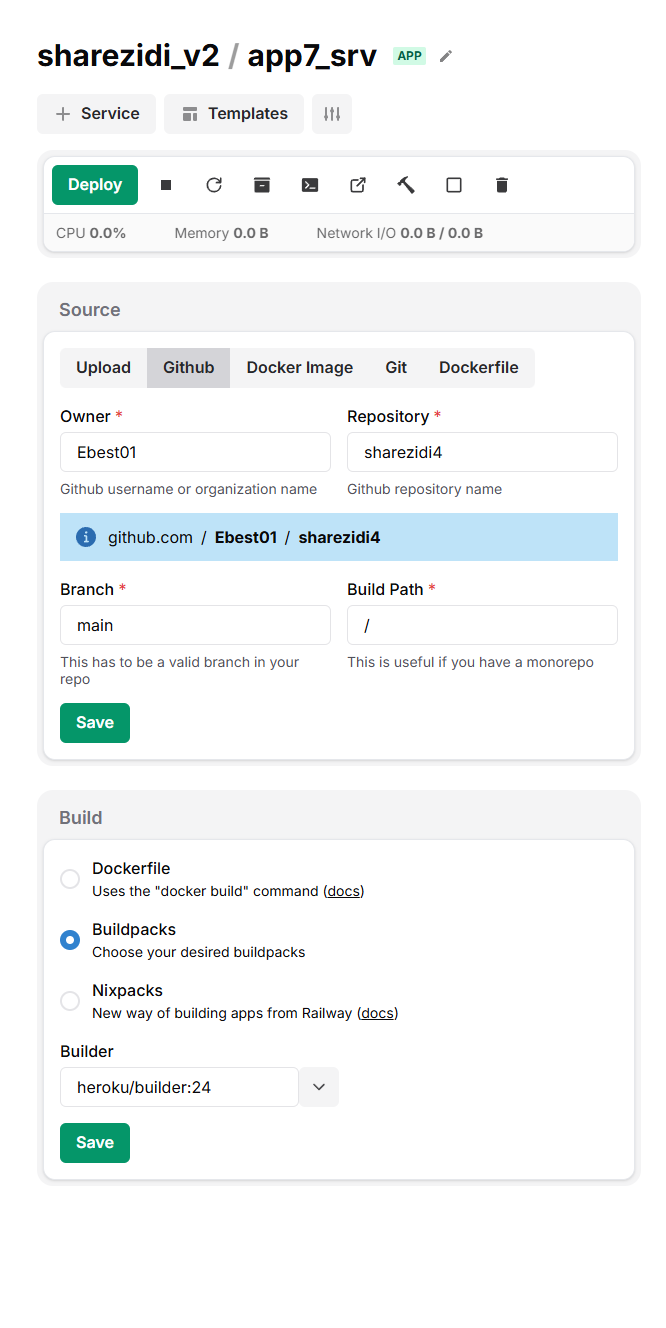 sharezidi_v2 / app7_srv APP
Service Templates
Deploy
CPU 0.0% Memory 0.0 B Network I/O 0.0 B / 0.0 B
Source
Upload Github Docker Image Git Dockerfile
Owner * Repository *
Ebest01 sharezidi4
Github username or organization name Github repository name
github.com / Ebest01 / sharezidi4
Branch * Build Path *
main /
This has to be a valid branch in your repo This is useful if you have a monorepo
Save
Build
Dockerfile
Uses the "docker build" command (docs)
Buildpacks
Choose your desired buildpacks
Nixpacks
New way of building apps from Railway (docs)
Builder
heroku/builder:24
Save